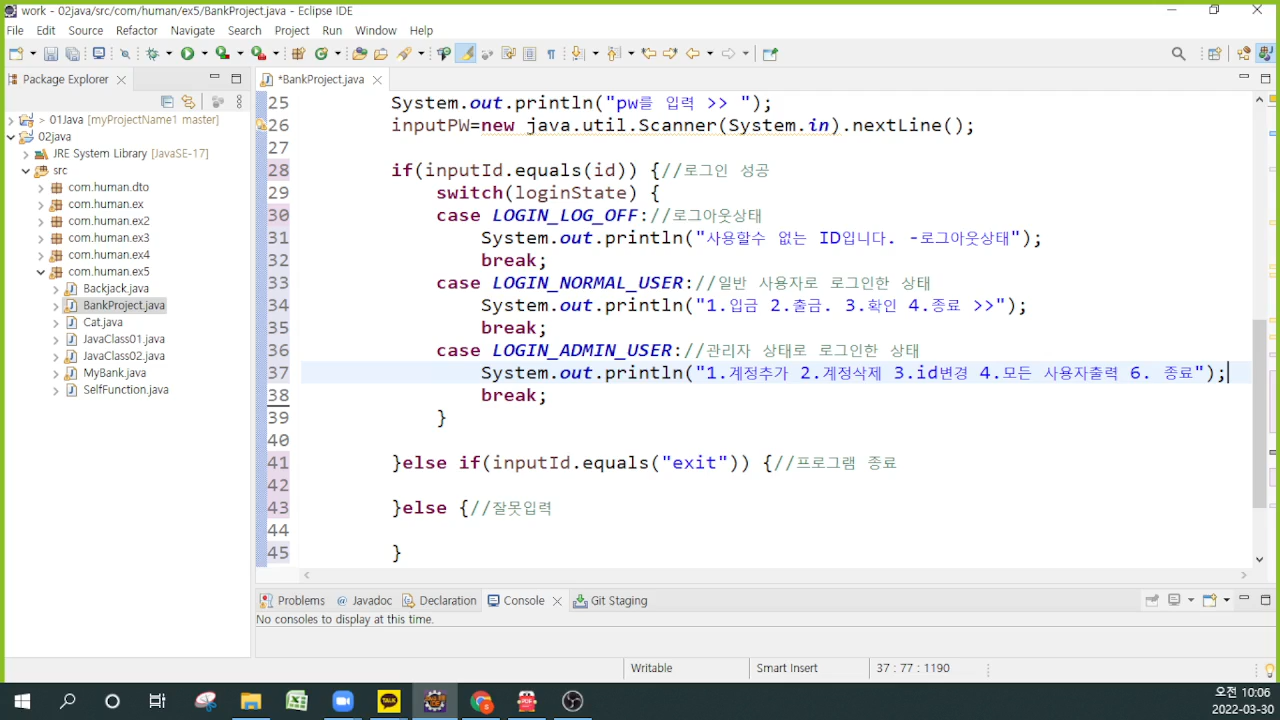 work - 02java/src/com/human/ex5/BankProject.java - Eclipse IDE
File Edit Source Refactor Navigate Search Project Run Window Help
Package Explorer
*BankProject.java
> 01Java [myProjectName1 master]
02java
JRE System Library [JavaSE-17]
src
com.human.dto
com.human.ex
com.human.ex2
com.human.ex3
com.human.ex4
com.human.ex5
Backjack.java
BankProject.java
Cat.java
JavaClass01.java
JavaClass02.java
MyBank.java
SelfFunction.java
25 System.out.println("pw를 입력 >> ");
26 inputPW=new java.util.Scanner(System.in).nextLine();
27
28 if(inputId.equals(id)) {//로그인 성공
29 switch(loginState) {
30 case LOGIN_LOG_OFF://로그아웃상태
31 System.out.println("사용할수 없는 ID입니다. -로그아웃상태");
32 break;
33 case LOGIN_NORMAL_USER://일반 사용자로 로그인한 상태
34 System.out.println("1.입금 2.출금. 3.확인 4.종료 >>");
35 break;
36 case LOGIN_ADMIN_USER://관리자 상태로 로그인한 상태
37 System.out.println("1.계정추가 2.계정삭제 3.id변경 4.모든 사용자출력 6. 종료");
38 break;
39 }
40
41 }else if(inputId.equals("exit")) {//프로그램 종료
42
43 }else {//잘못입력
44
45 }
Problems @ Javadoc Declaration Console Git Staging
No consoles to display at this time.
Writable Smart Insert 37 : 77 : 1190
TALK
PDF
오전 10:06
2022-03-30